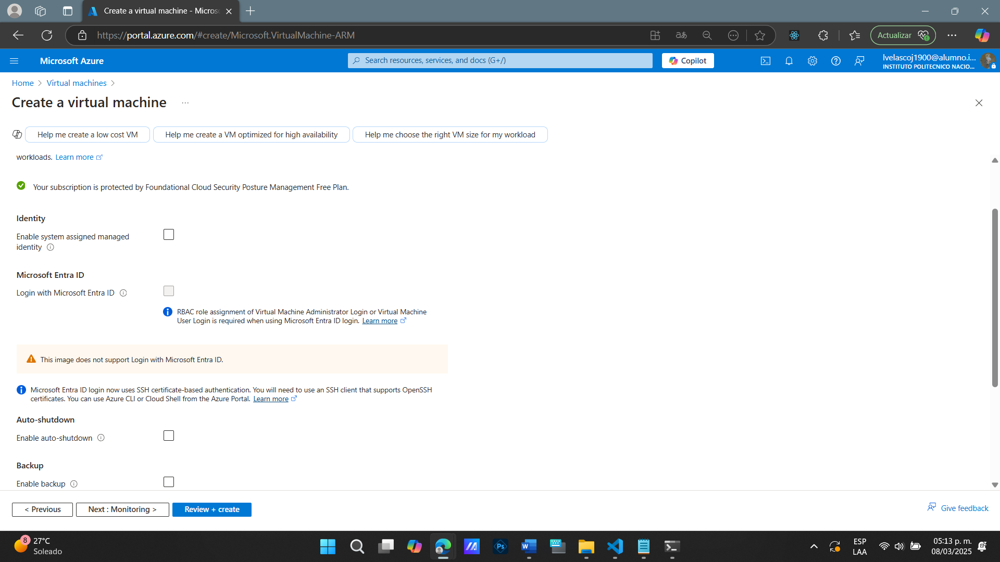 Create a virtual machine - Micros
https://portal.azure.com/#create/Microsoft.VirtualMachine-ARM
Actualizar
Microsoft Azure
Search resources, services, and docs (G+/)
Copilot
lvelascoj1900@alumno.i...
INSTITUTO POLITECNICO NACIO...
Home
Virtual machines
Create a virtual machine
...
Help me create a low cost VM
Help me create a VM optimized for high availability
Help me choose the right VM size for my workload
workloads. Learn more
Your subscription is protected by Foundational Cloud Security Posture Management Free Plan.
Identity
Enable system assigned managed
identity
Microsoft Entra ID
Login with Microsoft Entra ID
RBAC role assignment of Virtual Machine Administrator Login or Virtual Machine
User Login is required when using Microsoft Entra ID login. Learn more
This image does not support Login with Microsoft Entra ID.
Microsoft Entra ID login now uses SSH certificate-based authentication. You will need to use an SSH client that supports OpenSSH
certificates. You can use Azure CLI or Cloud Shell from the Azure Portal. Learn more
Auto-shutdown
Enable auto-shutdown
Backup
Enable backup
< Previous
Next : Monitoring >
Review + create
Give feedback
8
27°C
Soleado
Ps
W
ESP
LAA
05:13 p. m.
08/03/2025